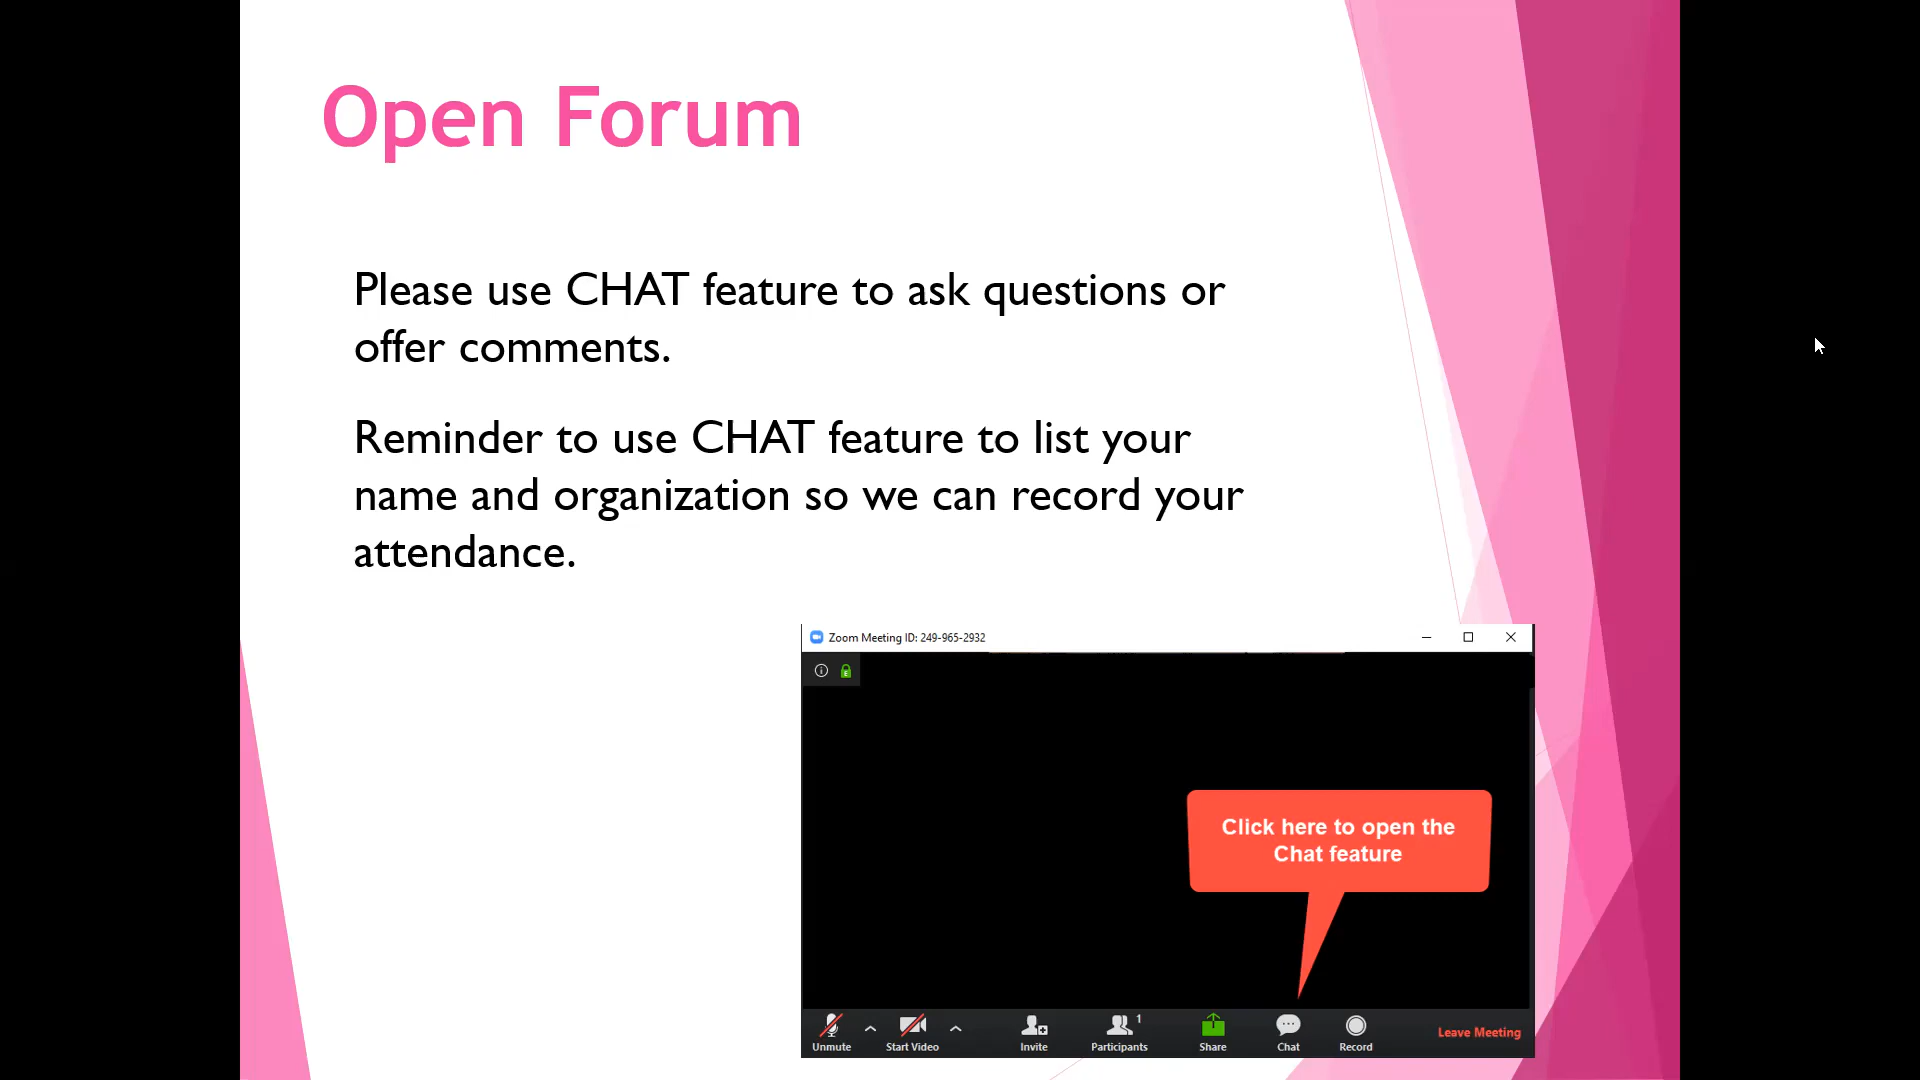 Open Forum
Please use CHAT feature to ask questions or
offer comments.
Reminder to use CHAT feature to list your
name and organization so we can record your
attendance.
Zoom Meeting ID: 249-965-2932
Click here to open the
Chat feature
1
Unmute Start Video Invite Participants Share Chat Record Leave Meeting